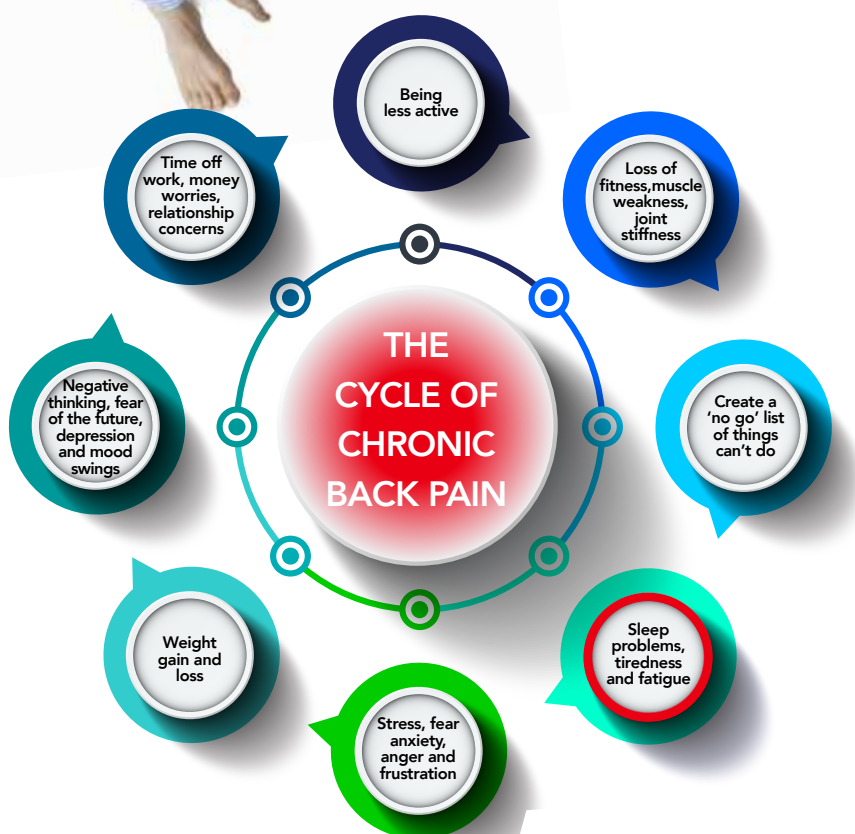 Being
less active
Loss of
fitness,muscle
weakness,
joint
stiffness
Create a
‘no go’ list
of things
can’t do
Sleep
problems,
tiredness
and fatigue
Stress, fear
anxiety,
anger and
frustration
Weight
gain and
loss
Negative
thinking, fear
of the future,
depression
and mood
swings
Time off
work, money
worries,
relationship
concerns
THE
CYCLE OF
CHRONIC
BACK PAIN